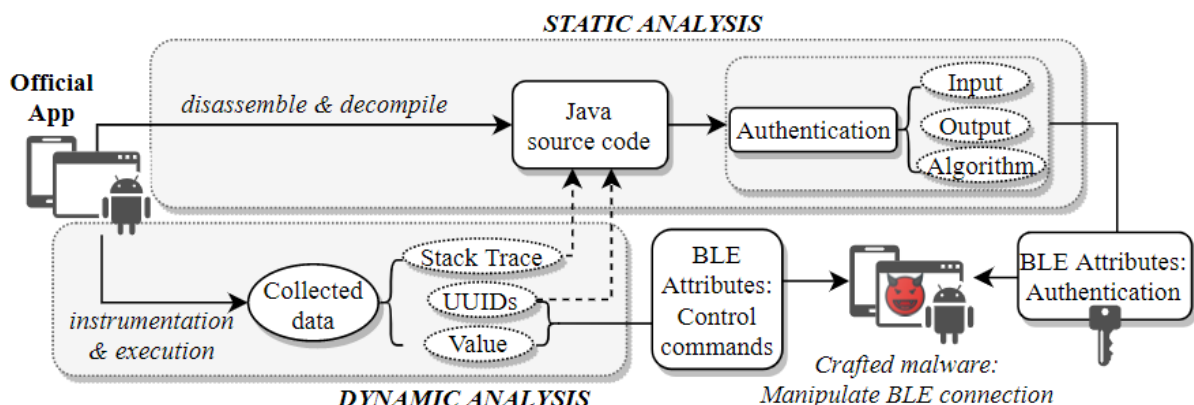 STATIC ANALYSIS
Official
App
disassemble & decompile
Java
source code
Authentication
Input
Output
Algorithm
Stack Trace
UUIDs
Value
Collected
data
instrumentation
& execution
BLE
Attributes:
Control
commands
BLE Attributes:
Authentication
Crafted malware:
Manipulate BLE connection
DYNAMIC ANALYSIS